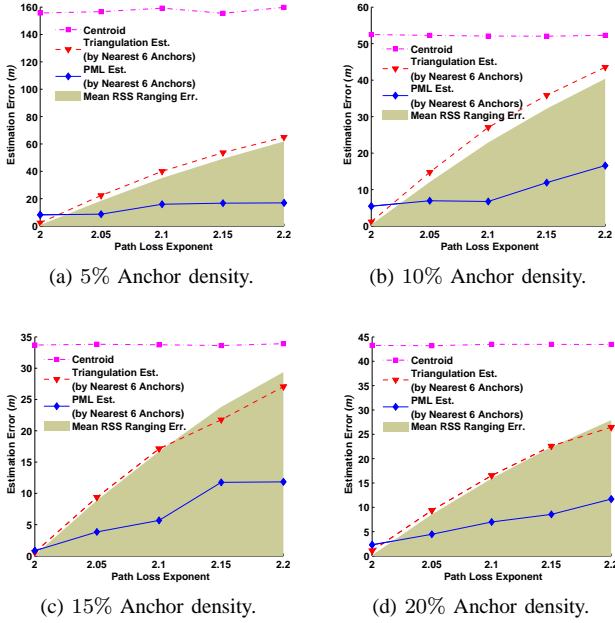 160
140
120
100
80
60
40
20
0
Estimation Error (m)
Centroid
Triangulation Est.
(by Nearest 6 Anchors)
PML Est.
(by Nearest 6 Anchors)
Mean RSS Ranging Err.
2 2.05 2.1 2.15 2.2
Path Loss Exponent
(a) 5% Anchor density.
60
50
40
30
20
10
0
Estimation Error (m)
Centroid
Triangulation Est.
(by Nearest 6 Anchors)
PML Est.
(by Nearest 6 Anchors)
Mean RSS Ranging Err.
2 2.05 2.1 2.15 2.2
Path Loss Exponent
(b) 10% Anchor density.
35
30
25
20
15
10
5
0
Estimation Error (m)
Centroid
Triangulation Est.
(by Nearest 6 Anchors)
PML Est.
(by Nearest 6 Anchors)
Mean RSS Ranging Err.
2 2.05 2.1 2.15 2.2
Path Loss Exponent
(c) 15% Anchor density.
45
40
35
30
25
20
15
10
5
0
Estimation Error (m)
Centroid
Triangulation Est.
(by Nearest 6 Anchors)
PML Est.
(by Nearest 6 Anchors)
Mean RSS Ranging Err.
2 2.05 2.1 2.15 2.2
Path Loss Exponent
(d) 20% Anchor density.